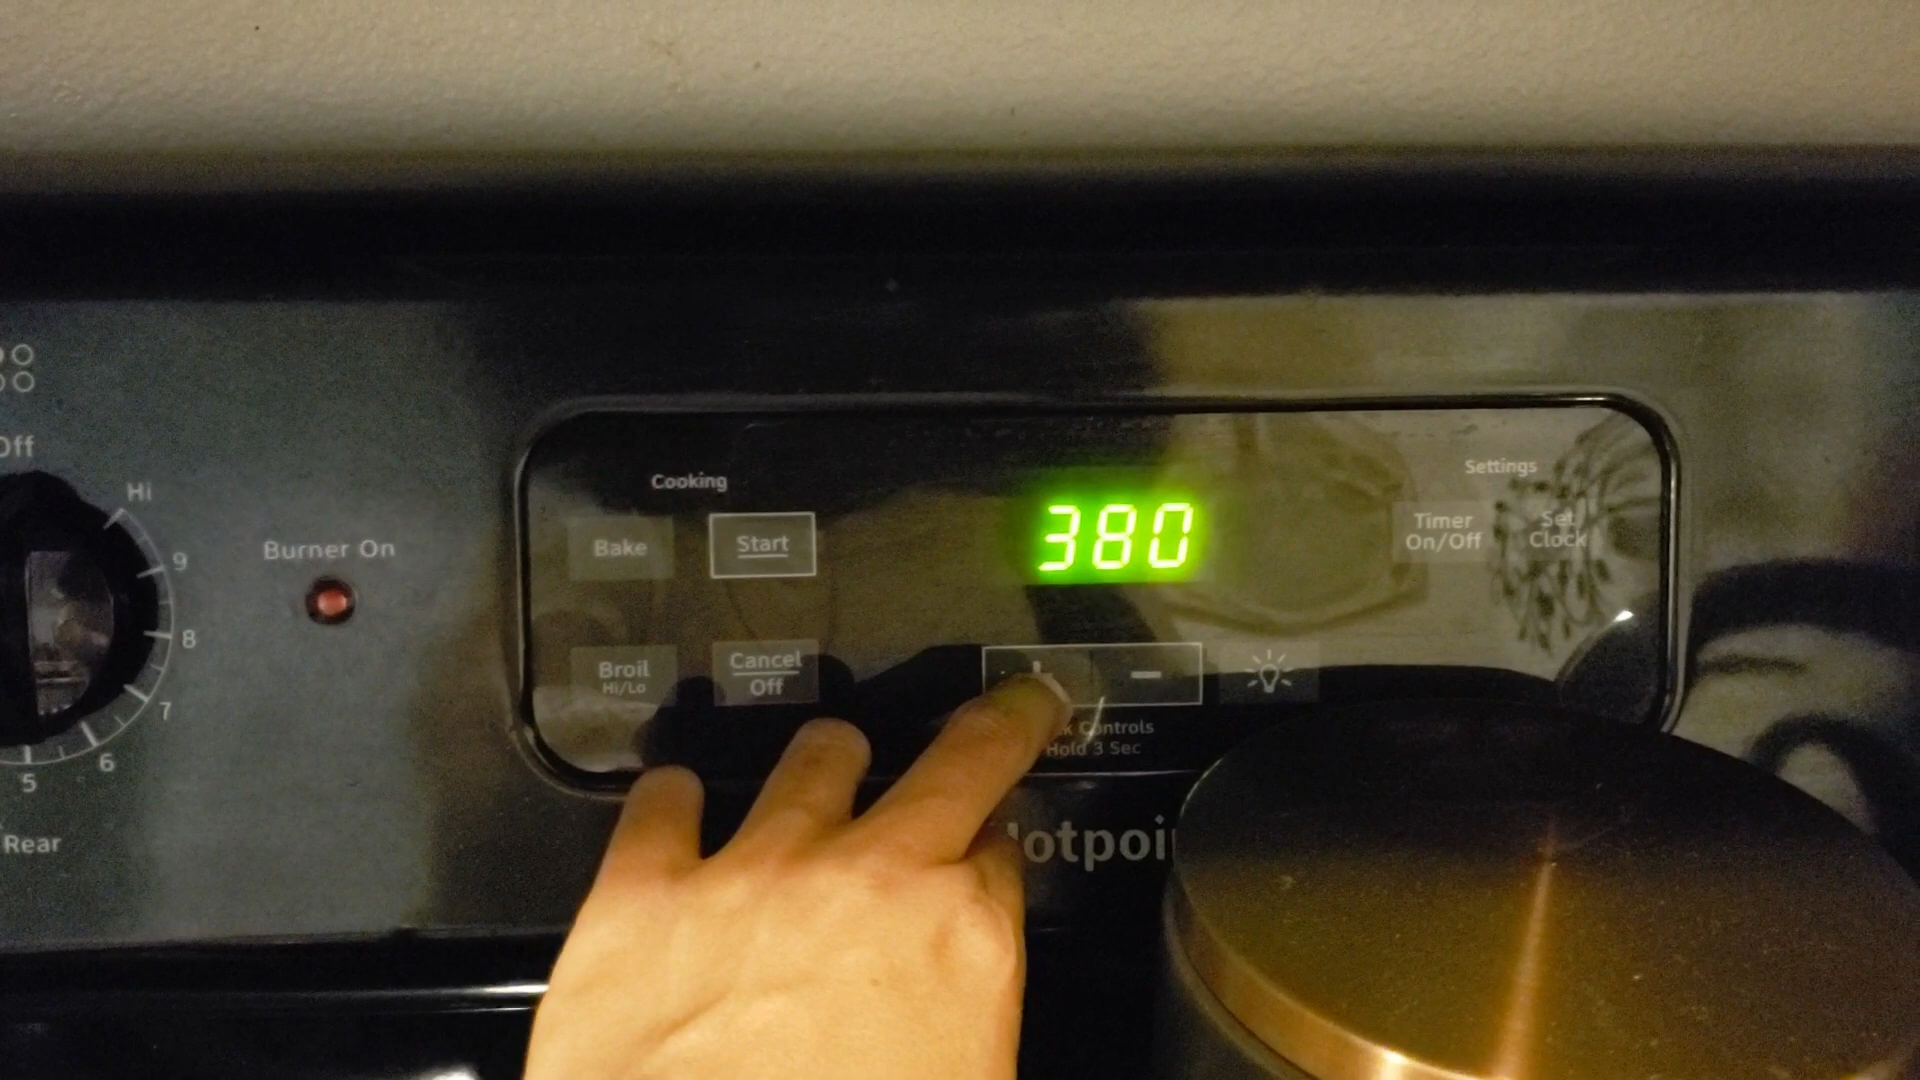 Off
Hi
9
8
7
6
5
Rear
Burner On
Cooking
Bake
Start
Broil
Hi/Lo
Cancel
Off
380
+ −
Controls
Hold 3 Sec
Settings
Timer
On/Off
Set
Clock